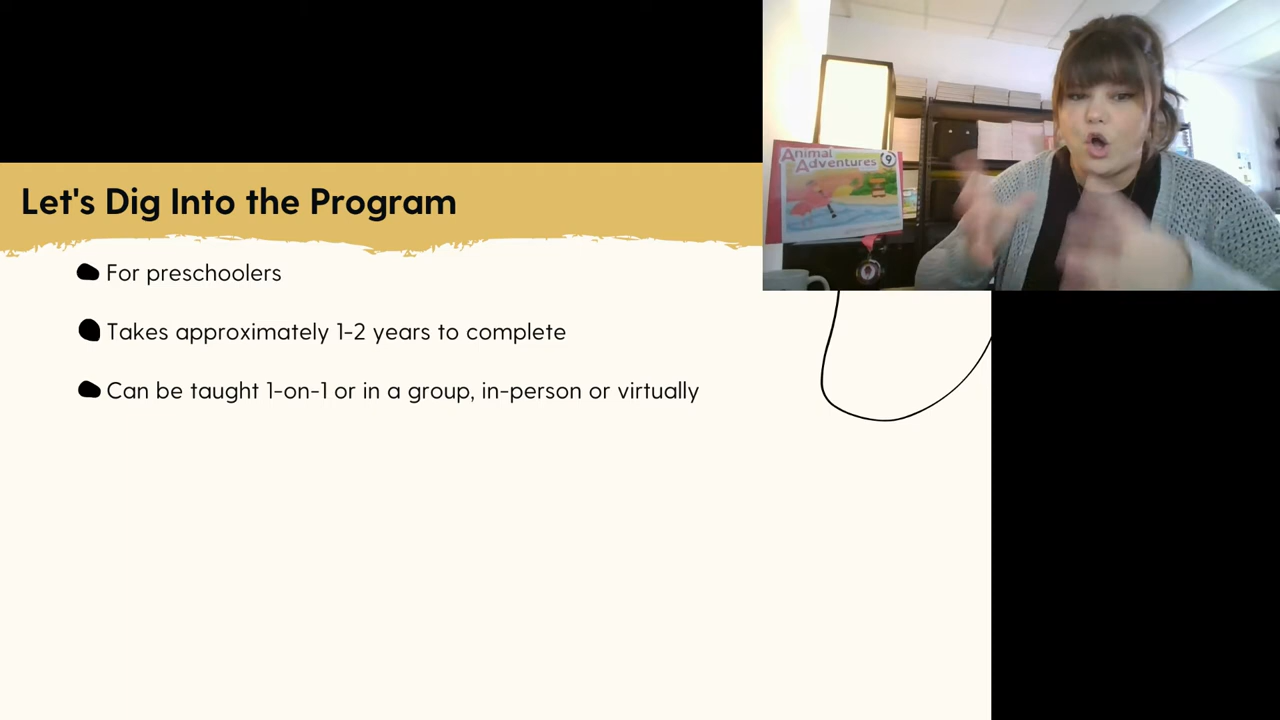 Let's Dig Into the Program
For preschoolers
Takes approximately 1-2 years to complete
Can be taught 1-on-1 or in a group, in-person or virtually
Animal
Adventures
9